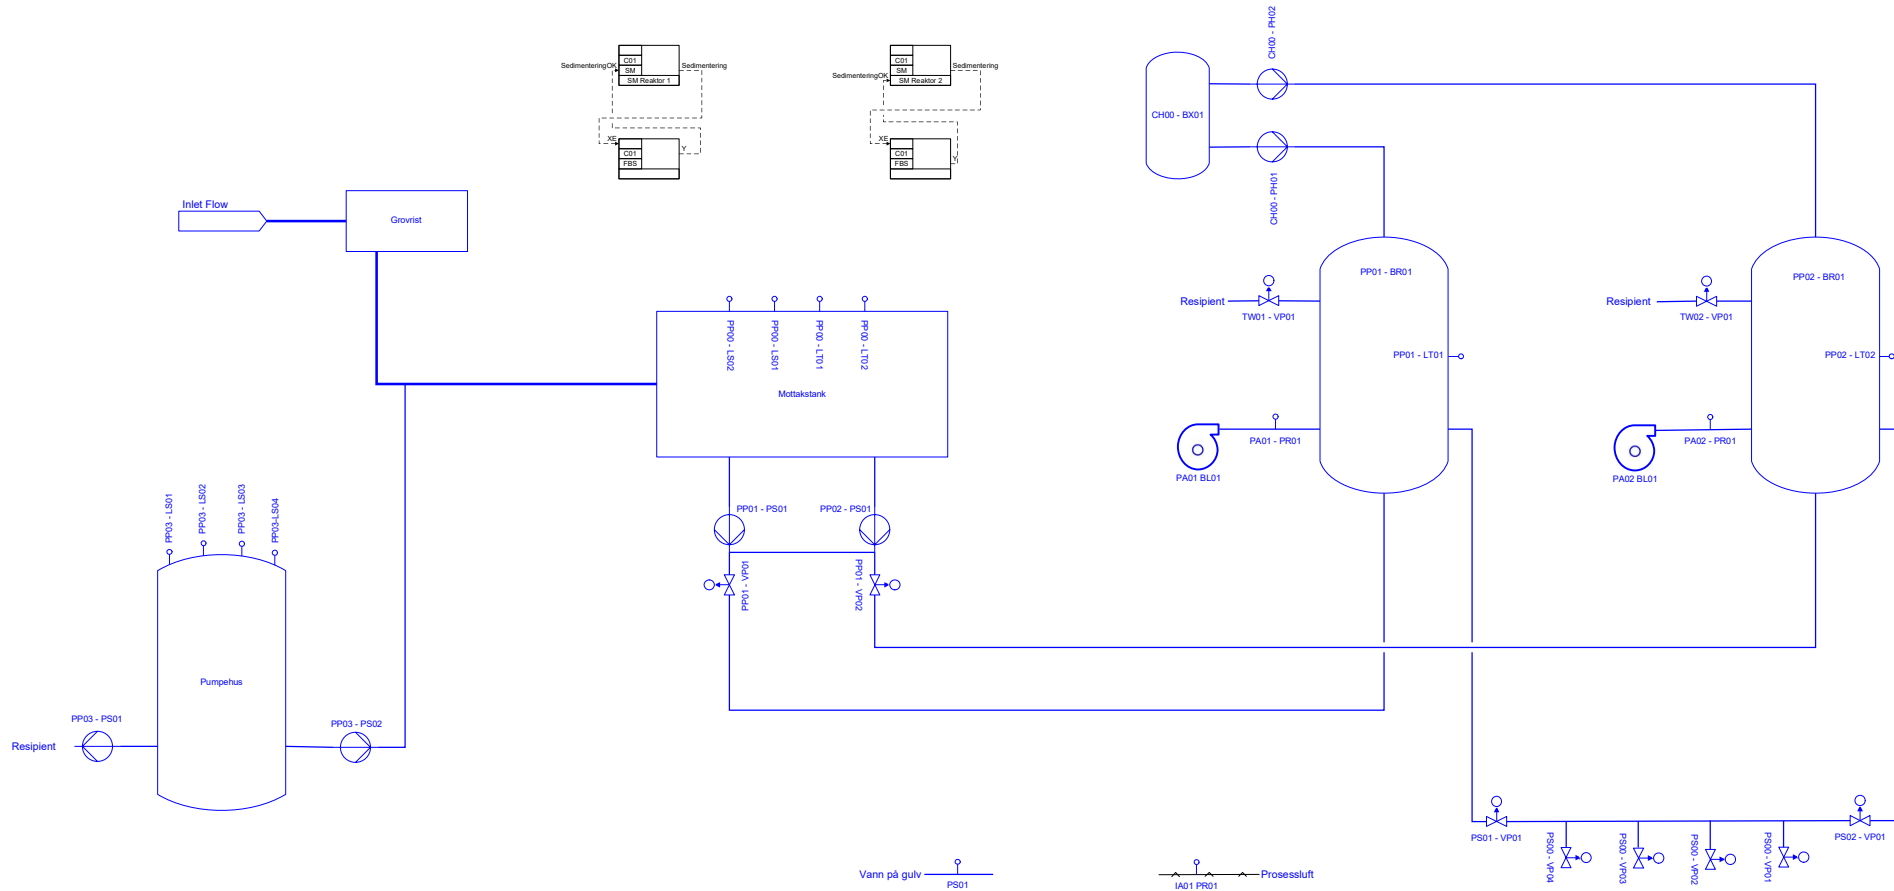 CH00 - PH02
C01
SedimenteringOK
SM
Sedimentering
SM Reaktor 1
XE
Y
C01
FBS
C01
SedimenteringOK
SM
Sedimentering
SM Reaktor 2
XE
Y
C01
FBS
CH00 - BX01
CH00 - PH01
Inlet Flow
Grovrist
PP01 - BR01
PP02 - BR01
Resipient
TW01 - VP01
Resipient
TW02 - VP01
PP00 - LS02
PP00 - LS01
PP00 - LT01
PP00 - LT02
Mottakstank
PP01 - LT01
PP02 - LT02
PA01 - PR01
PA01 BL01
PA02 - PR01
PA02 BL01
PP03 - LS01
PP03 - LS02
PP03 - LS03
PP03-LS04
PP01 - PS01
PP02 - PS01
PP01 - VP01
PP01 - VP02
Pumpehus
PP03 - PS01
PP03 - PS02
Resipient
PS01 - VP01
PS02 - VP01
PS00 - VP04
PS00 - VP03
PS00 - VP02
PS00 - VP01
Vann på gulv
PS01
IA01 PR01
Prosessluft